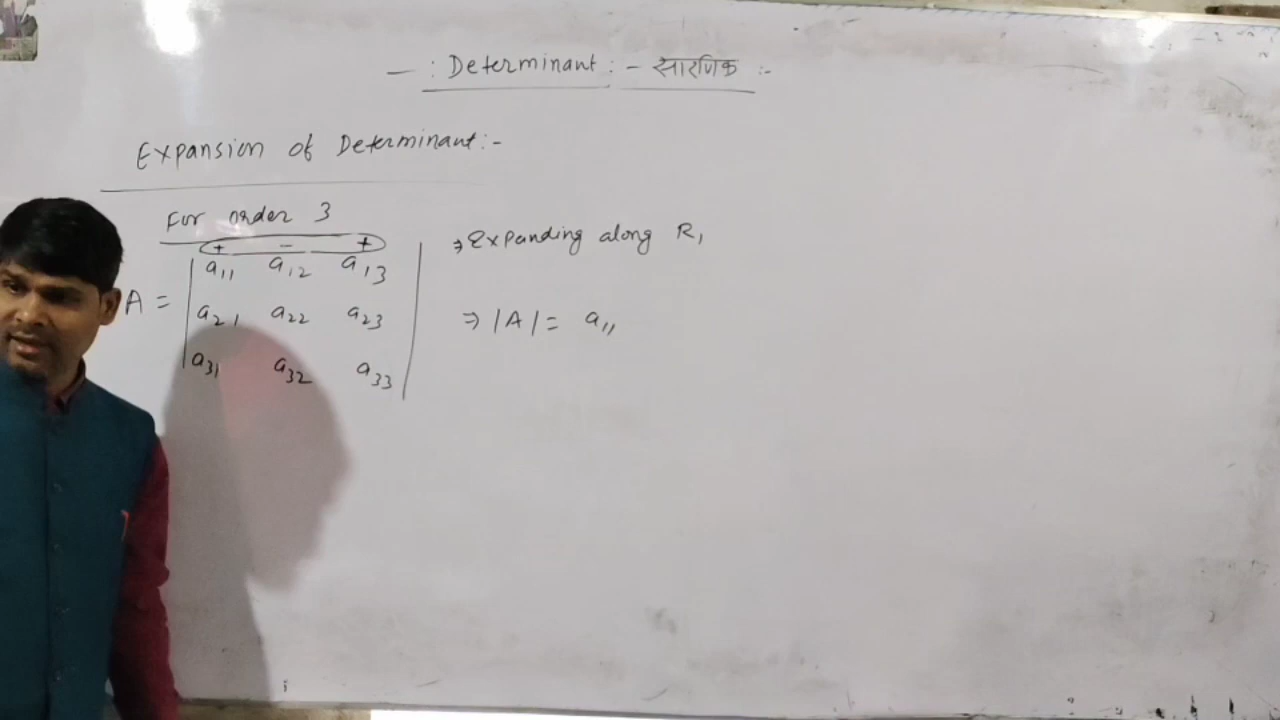 — : Determinant : - सारणिक :-
Expansion of Determinant:-
For order 3
+ - +
A = | a11 a12 a13 |
a21 a22 a23
a31 a32 a33
⇒ Expanding along R1
⇒ |A| = a11